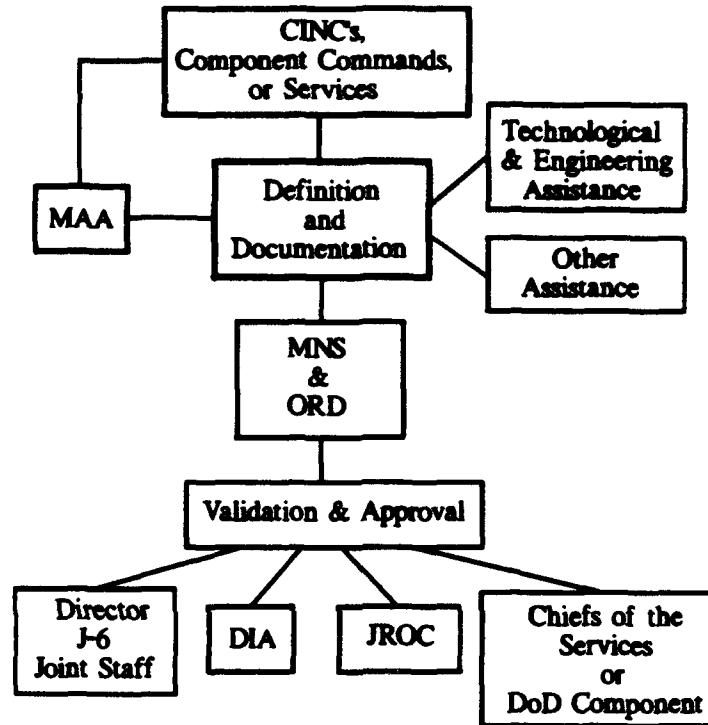 CINC's,
Component Commands,
or Services
Technological
& Engineering
Assistance
MAA
Definition
and
Documentation
Other
Assistance
MNS
&
ORD
Validation & Approval
Director
J-6
Joint Staff
DIA
JROC
Chiefs of the
Services
or
DoD Component